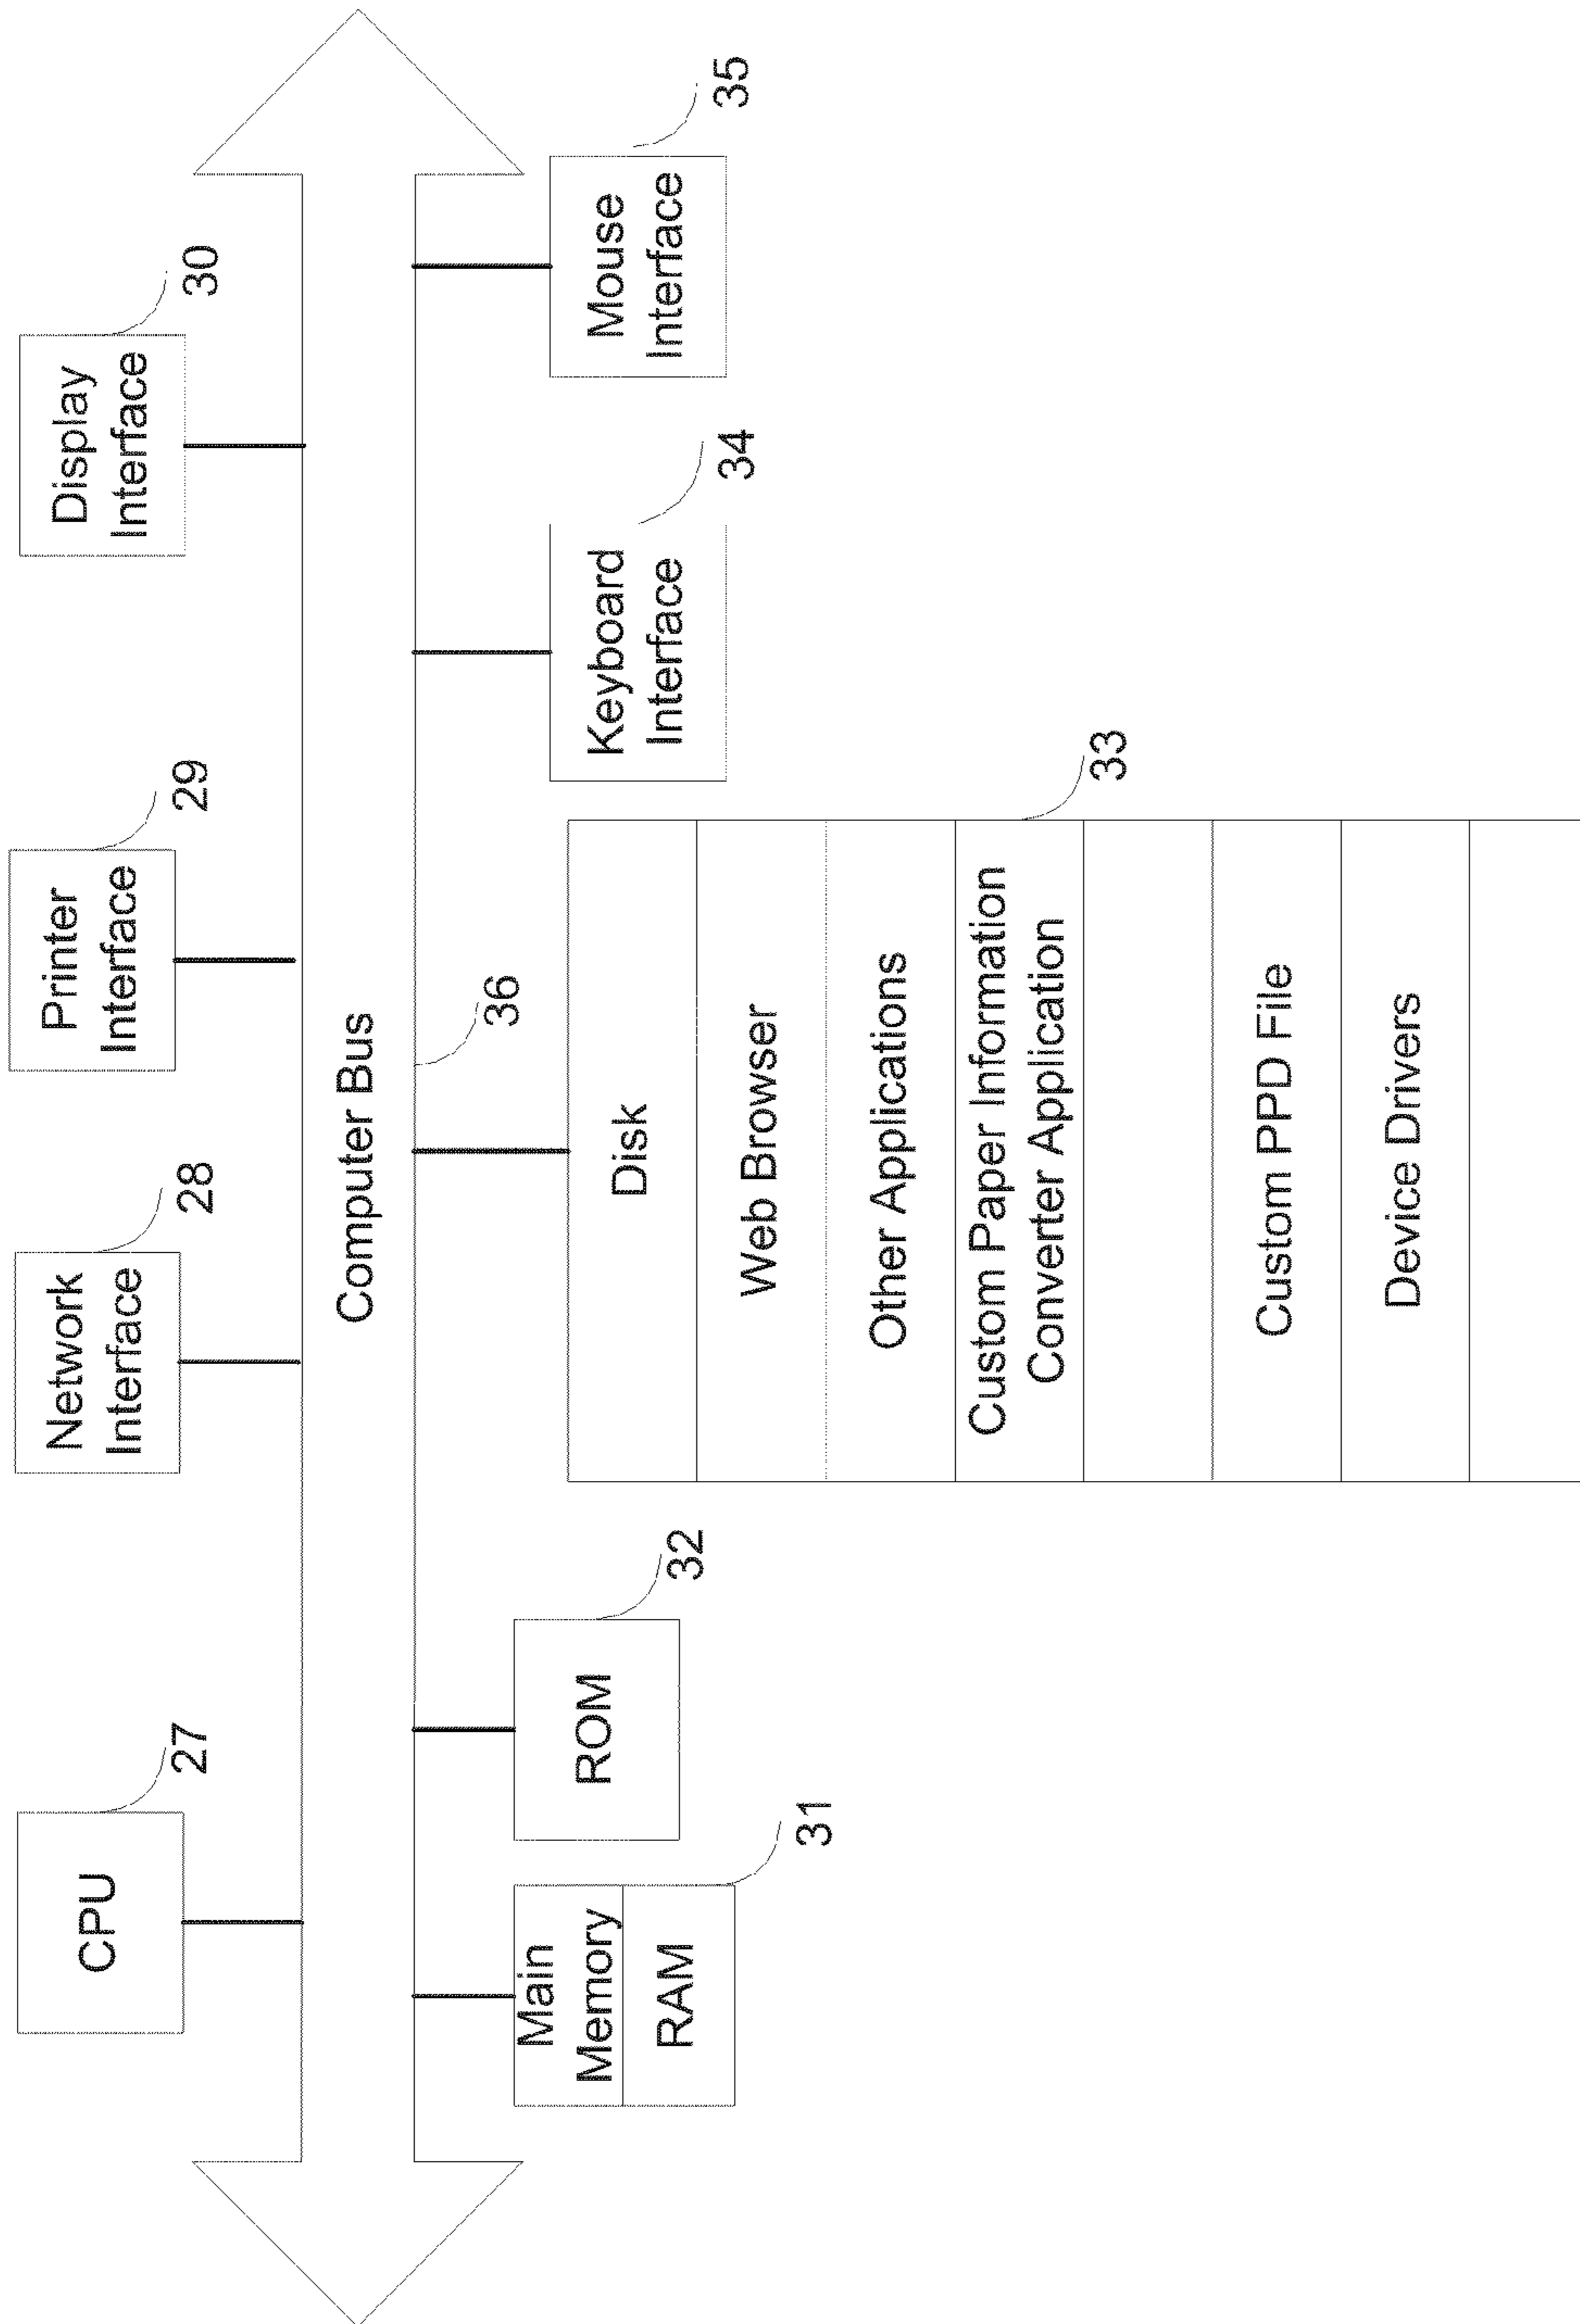 CPU
27
Network
Interface
28
Printer
Interface
29
Display
Interface
30
Computer Bus
36
Main
Memory
RAM
31
ROM
32
Disk
Web Browser
Other Applications
Custom Paper Information
Converter Application
Custom PPD File
Device Drivers
33
Keyboard
Interface
34
Mouse
Interface
35